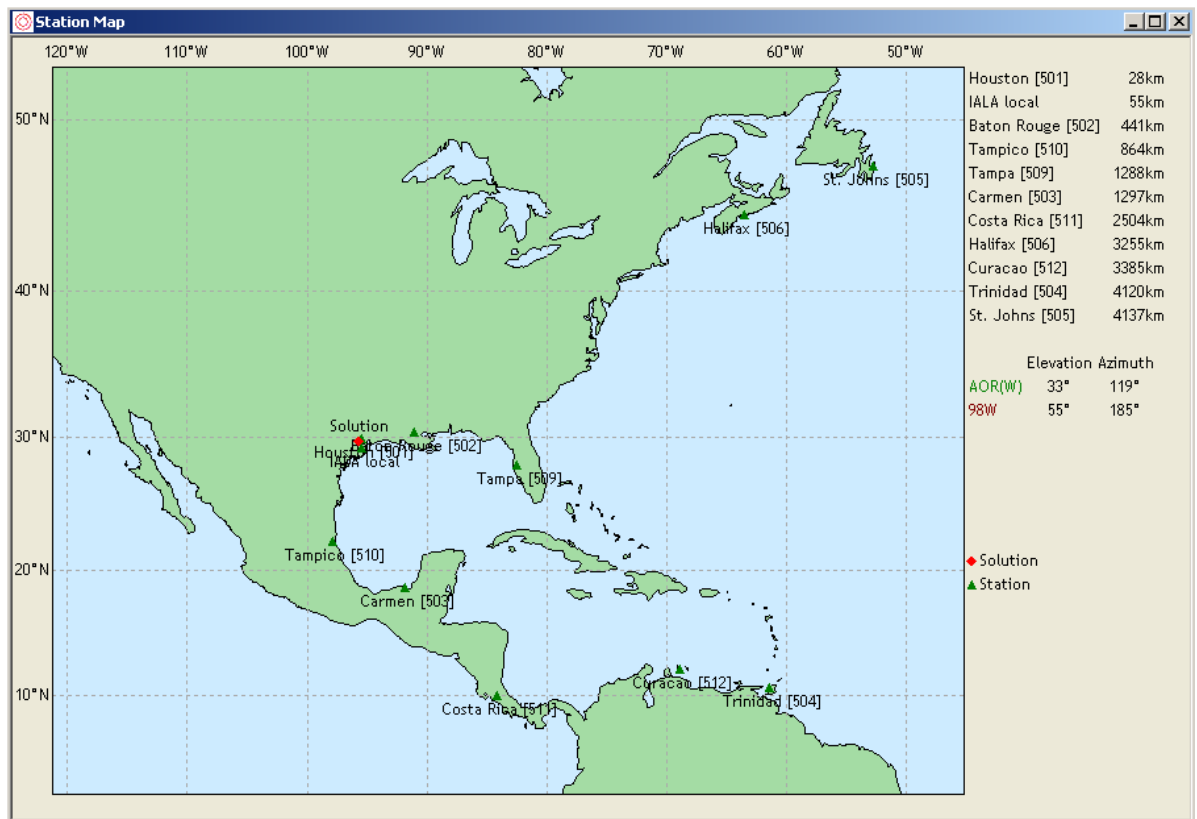 Station Map
120°W 110°W 100°W 90°W 80°W 70°W 60°W 50°W
50°N
40°N
30°N
20°N
10°N
St. Johns [505]
Halifax [506]
Solution
Baton Rouge [502]
Houston [501]
IALA local
Tampa [509]
Tampico [510]
Carmen [503]
Curacao [512]
Trinidad [504]
Costa Rica [511]
Houston [501] 28km
IALA local 55km
Baton Rouge [502] 441km
Tampico [510] 864km
Tampa [509] 1288km
Carmen [503] 1297km
Costa Rica [511] 2504km
Halifax [506] 3255km
Curacao [512] 3385km
Trinidad [504] 4120km
St. Johns [505] 4137km
Elevation Azimuth
AOR(W) 33° 119°
98W 55° 185°
Solution
Station